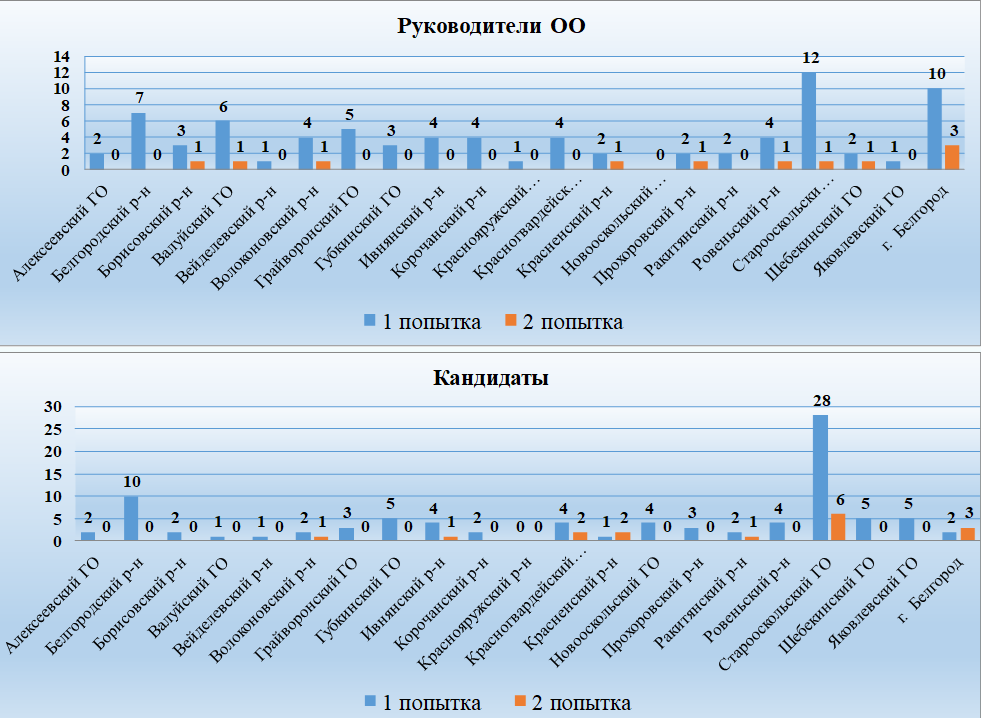 Руководители ОО
14
12
10
8
6
4
2
0
2 0 7 0 3 1 6 1 1 0 4 1 5 0 3 0 4 0 4 0 1 0 4 0 2 1 0 2 1 2 0 4 1 12 1 2 1 1 0 10 3
Алексеевский ГО
Белгородский р-н
Борисовский р-н
Валуйский ГО
Вейделевский р-н
Волоконовский р-н
Грайворонский ГО
Губкинский ГО
Ивнянский р-н
Корочанский р-н
Краснояружский…
Красногвардейск…
Красненский р-н
Новооскольский…
Прохоровский р-н
Ракитянский р-н
Ровеньский р-н
Старооскольски…
Шебекинский ГО
Яковлевский ГО
г. Белгород
1 попытка 2 попытка
Кандидаты
30
25
20
15
10
5
0
2 0 10 0 2 0 1 0 1 0 2 1 3 0 5 0 4 1 2 0 0 0 4 2 1 2 4 0 3 0 2 1 4 0 28 6 5 0 5 0 2 3
Алексеевский ГО
Белгородский р-н
Борисовский р-н
Валуйский ГО
Вейделевский р-н
Волоконовский р-н
Грайворонский ГО
Губкинский ГО
Ивнянский р-н
Корочанский р-н
Краснояружский р-н
Красногвардейский…
Красненский р-н
Новооскольский ГО
Прохоровский р-н
Ракитянский р-н
Ровеньский р-н
Старооскольский ГО
Шебекинский ГО
Яковлевский ГО
г. Белгород
1 попытка 2 попытка